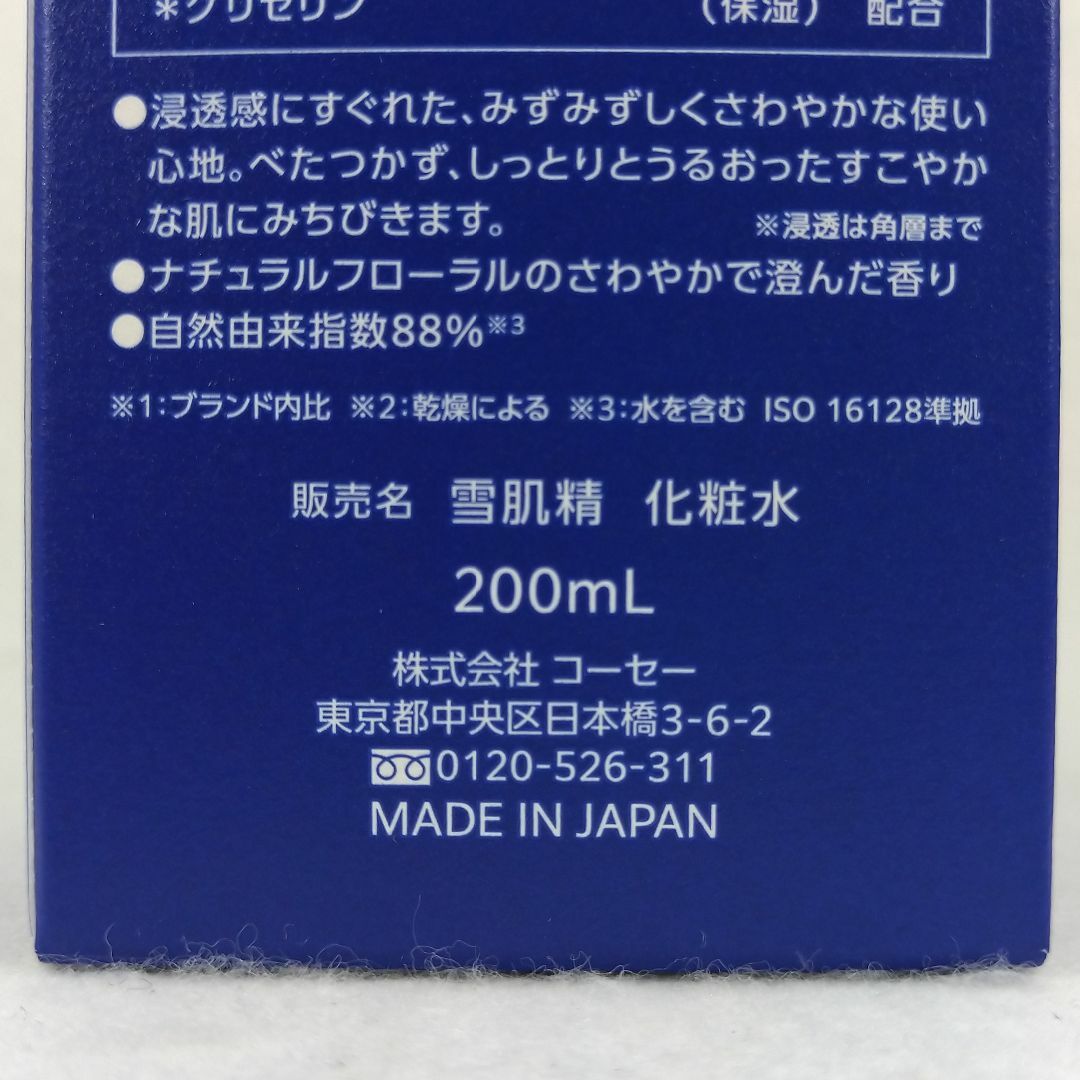 *グリセリン （保湿） 配合
●浸透感にすぐれた、みずみずしくさわやかな使い
心地。べたつかず、しっとりとうるおったすこやか
な肌にみちびきます。 ※浸透は角層まで
●ナチュラルフローラルのさわやかで澄んだ香り
●自然由来指数88%※3
※1:ブランド内比 ※2:乾燥による ※3:水を含む ISO 16128準拠
販売名 雪肌精 化粧水
200mL
株式会社 コーセー
東京都中央区日本橋3-6-2
0120-526-311
MADE IN JAPAN